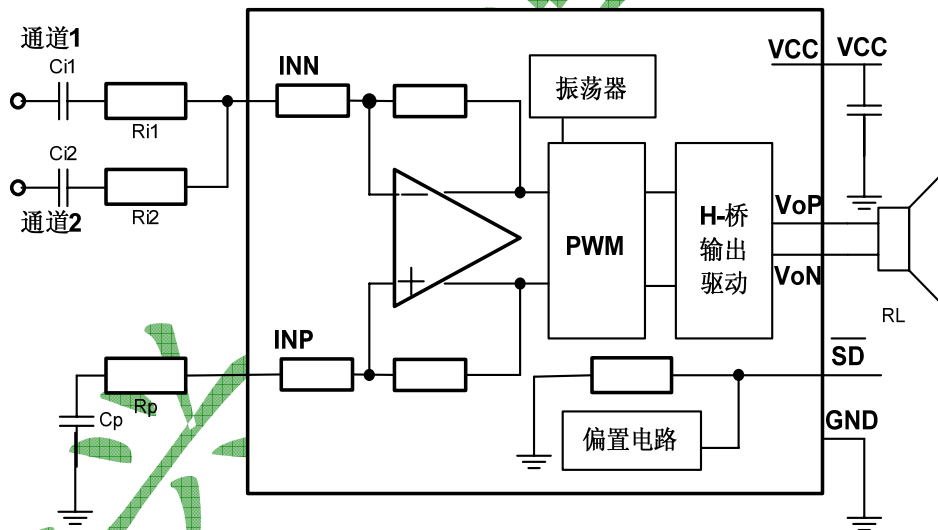 通道1
Ci1
Ri1
Ci2
Ri2
通道2
INN
振荡器
VCC
VCC
PWM
H-桥
输出
驱动
VoP
VoN
RL
INP
Rp
Cp
SD
偏置电路
GND